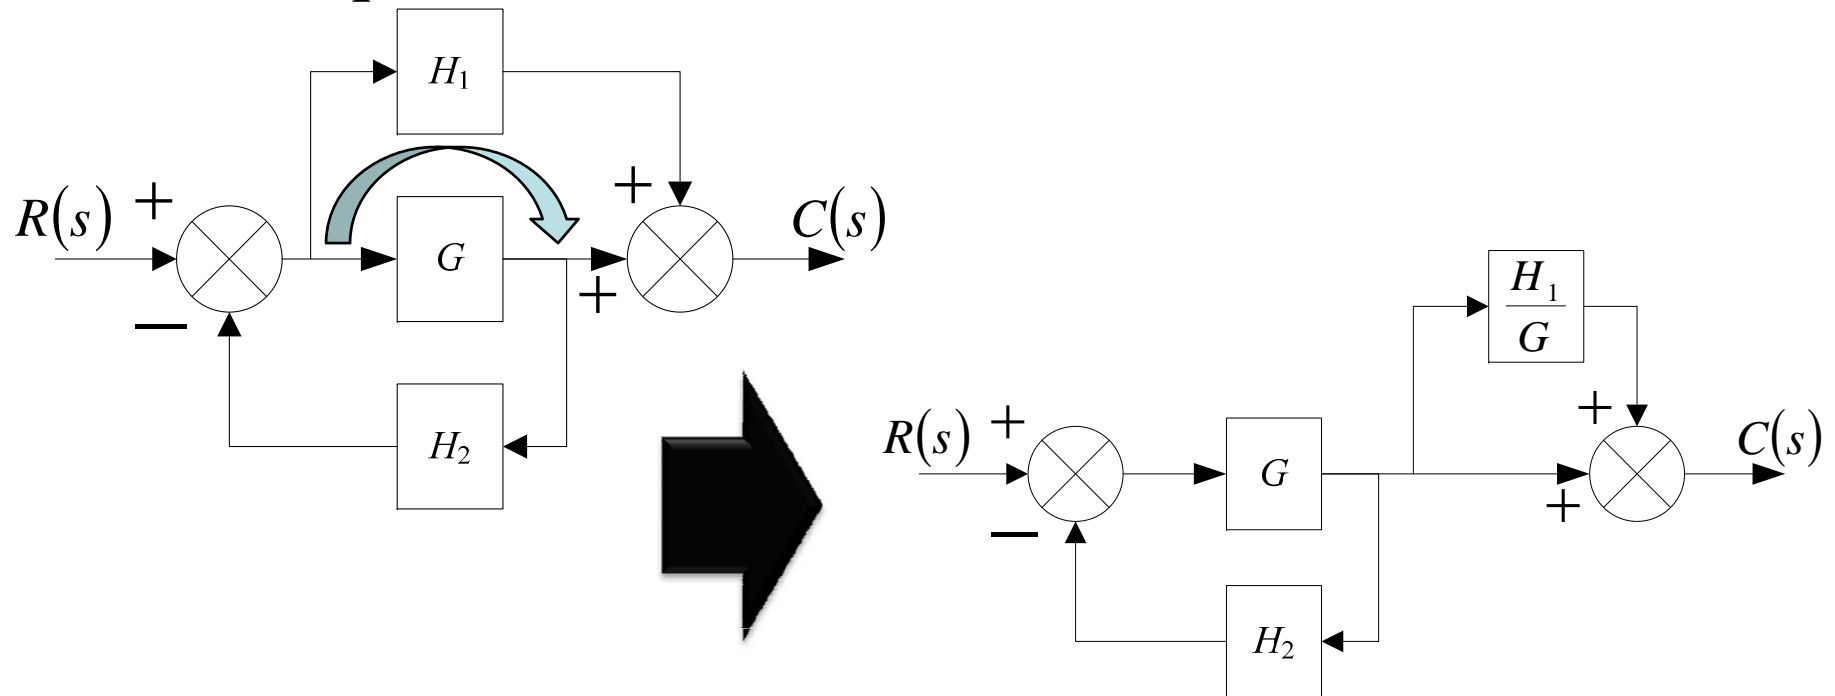 H₁
R(s) + + C(s)
G
+
−
H₂
H₁
G
R(s) + + C(s)
G
+
−
H₂